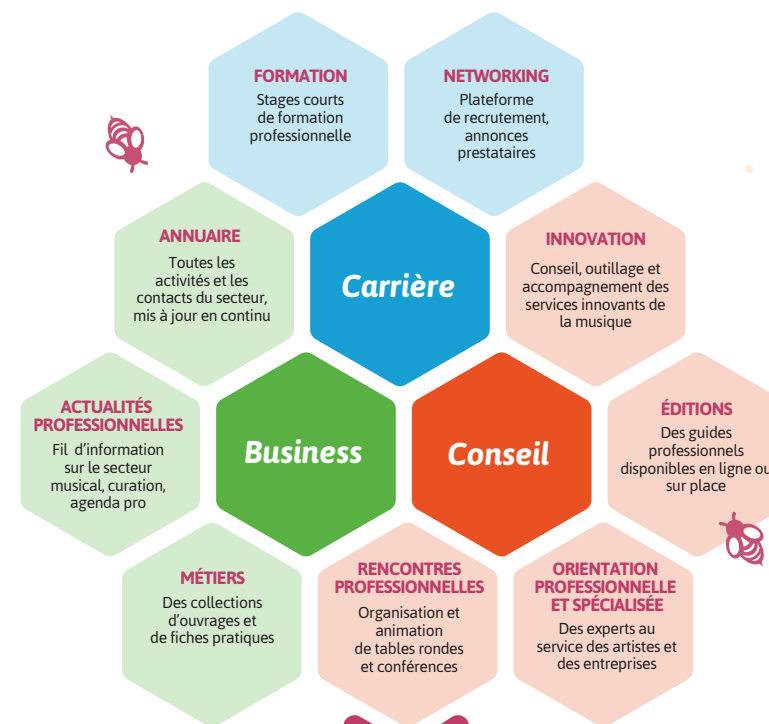 FORMATION
Stages courts
de formation
professionnelle
NETWORKING
Plateforme
de recrutement,
annonces
prestataires
ANNUAIRE
Toutes les
activités et les
contacts du secteur,
mis à jour en continu
Carrière
INNOVATION
Conseil, outillage et
accompagnement des
services innovants de
la musique
ACTUALITÉS
PROFESSIONNELLES
Fil d’information
sur le secteur
musical, curation,
agenda pro
Business
Conseil
ÉDITIONS
Des guides
professionnels
disponibles en ligne ou
sur place
MÉTIERS
Des collections
d’ouvrages et
de fiches pratiques
RENCONTRES
PROFESSIONNELLES
Organisation et
animation
de tables rondes
et conférences
ORIENTATION
PROFESSIONNELLE
ET SPÉCIALISÉE
Des experts au
service des artistes et
des entreprises